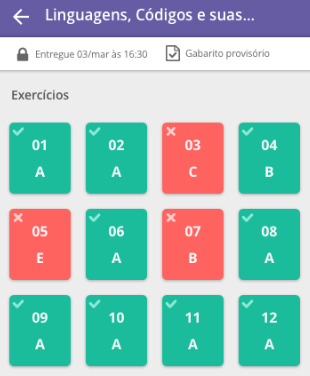 Linguagens, Códigos e suas...
Entregue 03/mar às 16:30 Gabarito provisório
Exercícios
01 02 03 04
A A C B
05 06 07 08
E A B A
09 10 11 12
A A A A